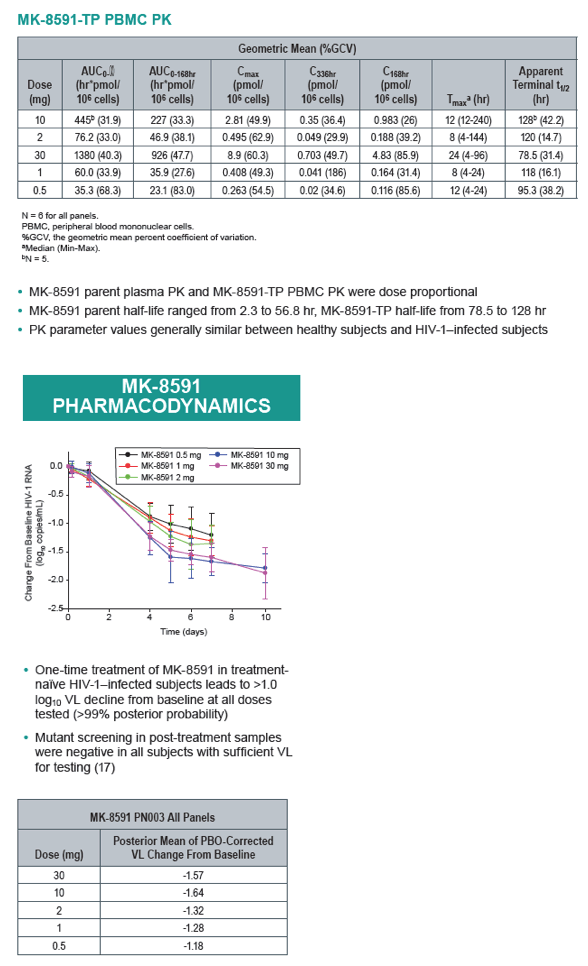 MK-8591-TP PBMC PK
Geometric Mean (%GCV)
Dose (mg) AUC0-∞ (hr*pmol/ 10⁶ cells) AUC0-168hr (hr*pmol/ 10⁶ cells) Cmax (pmol/ 10⁶ cells) C336hr (pmol/ 10⁶ cells) C168hr (pmol/ 10⁶ cells) Tmaxᵃ (hr) Apparent Terminal t1/2 (hr)
10 445ᵇ (31.9) 227 (33.3) 2.81 (49.9) 0.35 (36.4) 0.983 (26) 12 (12-240) 128ᵇ (42.2)
2 76.2 (33.0) 46.9 (38.1) 0.495 (62.9) 0.049 (29.9) 0.188 (39.2) 8 (4-144) 120 (14.7)
30 1380 (40.3) 926 (47.7) 8.9 (60.3) 0.703 (49.7) 4.83 (85.9) 24 (4-96) 78.5 (31.4)
1 60.0 (33.9) 35.9 (27.6) 0.408 (49.3) 0.041 (186) 0.164 (31.4) 8 (4-24) 118 (16.1)
0.5 35.3 (68.3) 23.1 (83.0) 0.263 (54.5) 0.02 (34.6) 0.116 (85.6) 12 (4-24) 95.3 (38.2)
N = 6 for all panels.
PBMC, peripheral blood mononuclear cells.
%GCV, the geometric mean percent coefficient of variation.
ᵃMedian (Min-Max).
ᵇN = 5.
• MK-8591 parent plasma PK and MK-8591-TP PBMC PK were dose proportional
• MK-8591 parent half-life ranged from 2.3 to 56.8 hr, MK-8591-TP half-life from 78.5 to 128 hr
• PK parameter values generally similar between healthy subjects and HIV-1–infected subjects
MK-8591
PHARMACODYNAMICS
MK-8591 0.5 mg MK-8591 10 mg
MK-8591 1 mg MK-8591 30 mg
MK-8591 2 mg
Change From Baseline HIV-1 RNA
(log10 copies/mL)
0.0
-0.5
-1.0
-1.5
-2.0
-2.5
0 2 4 6 8 10
Time (days)
• One-time treatment of MK-8591 in treatment-
naïve HIV-1–infected subjects leads to >1.0
log10 VL decline from baseline at all doses
tested (>99% posterior probability)
• Mutant screening in post-treatment samples
were negative in all subjects with sufficient VL
for testing (17)
MK-8591 PN003 All Panels
Dose (mg) Posterior Mean of PBO-Corrected VL Change From Baseline
30 -1.57
10 -1.64
2 -1.32
1 -1.28
0.5 -1.18